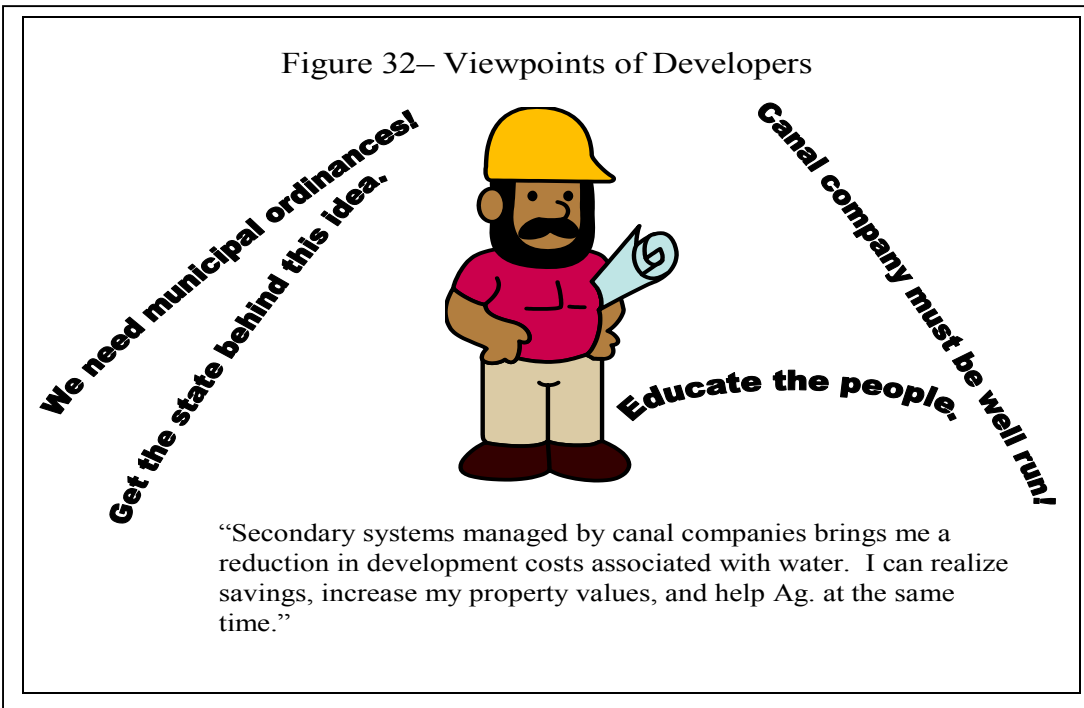 Figure 32– Viewpoints of Developers
We need municipal ordinances!
Get the state behind this idea.
Canal company must be well run!
Educate the people.
“Secondary systems managed by canal companies brings me a
reduction in development costs associated with water.  I can realize
savings, increase my property values, and help Ag. at the same
time.”